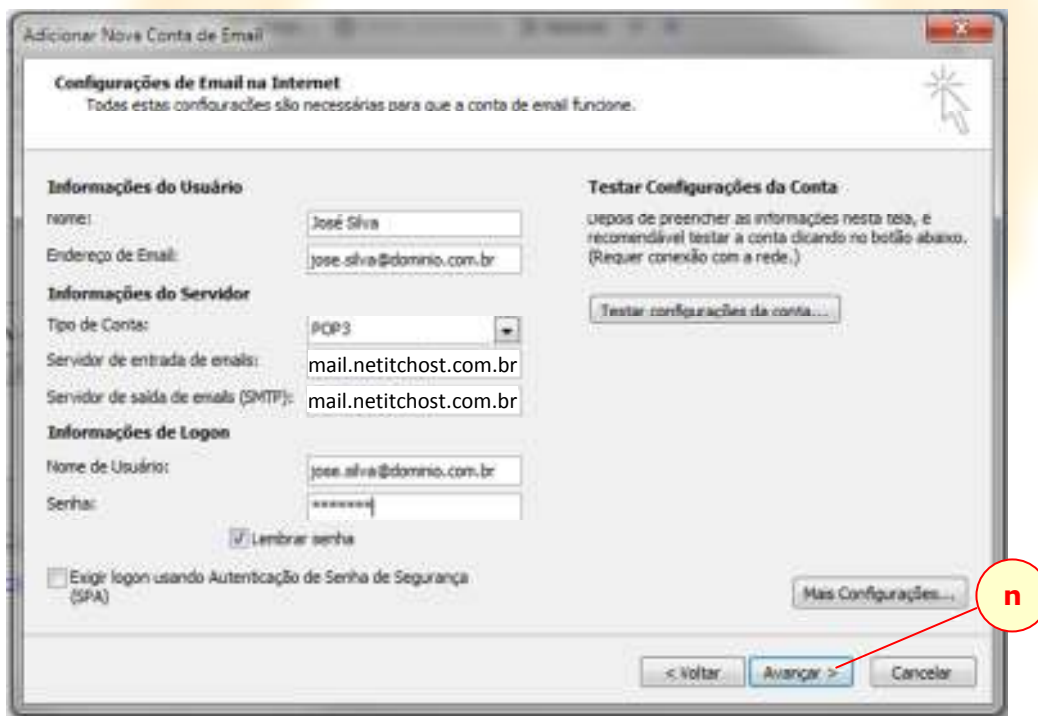 Adicionar Nova Conta de Email
Configurações de Email na Internet
Todas estas configurações são necessárias para que a conta de email funcione.
Informações do Usuário
Nome:
José Silva
Endereço de Email:
jose.silva@dominio.com.br
Informações do Servidor
Tipo de Conta:
POP3
Servidor de entrada de emails:
mail.netitchost.com.br
Servidor de saída de emails (SMTP):
mail.netitchost.com.br
Informações de Logon
Nome de Usuário:
jose.silva@dominio.com.br
Senha:
*******
Lembrar senha
Exigir logon usando Autenticação de Senha de Segurança
(SPA)
Testar Configurações da Conta
Depois de preencher as informações nesta tela, é
recomendável testar a conta clicando no botão abaixo.
(Requer conexão com a rede.)
Testar configurações da conta...
Mais Configurações...
n
< Voltar
Avançar >
Cancelar